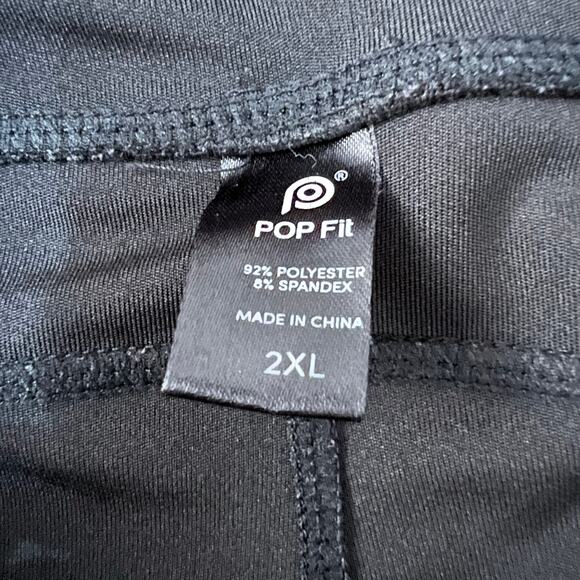 ®
POP Fit
92% POLYESTER
8% SPANDEX
MADE IN CHINA
2XL